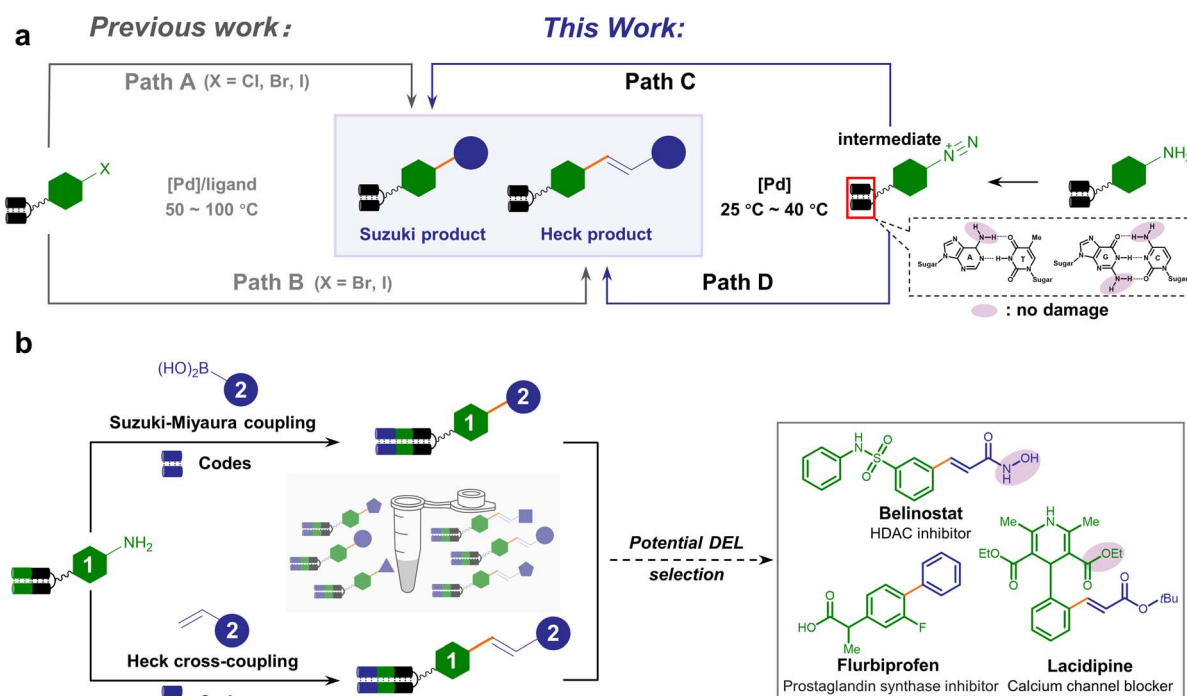 a
Previous work:
This Work:
Path A (X = Cl, Br, I)
Path C
intermediate
X
N⁺≡N
NH₂
[Pd]/ligand
50 ~ 100 °C
[Pd]
25 °C ~ 40 °C
Suzuki product
Heck product
N N N N N-H O Me
A N H-N T
Sugar O Sugar
N N O H-N
Sugar G N-H N C Sugar
N-H O
H
Path B (X = Br, I)
Path D
: no damage
b
(HO)₂B
2
Suzuki-Miyaura coupling
Codes
1
2
NH₂
1
2
Heck cross-coupling
1
2
Potential DEL
selection
H
N O O
S
O
N OH
H
Belinostat
HDAC inhibitor
H
Me N Me
EtO OEt
O O
O
O tBu
O
HO
Me
F
Flurbiprofen
Prostaglandin synthase inhibitor
Lacidipine
Calcium channel blocker